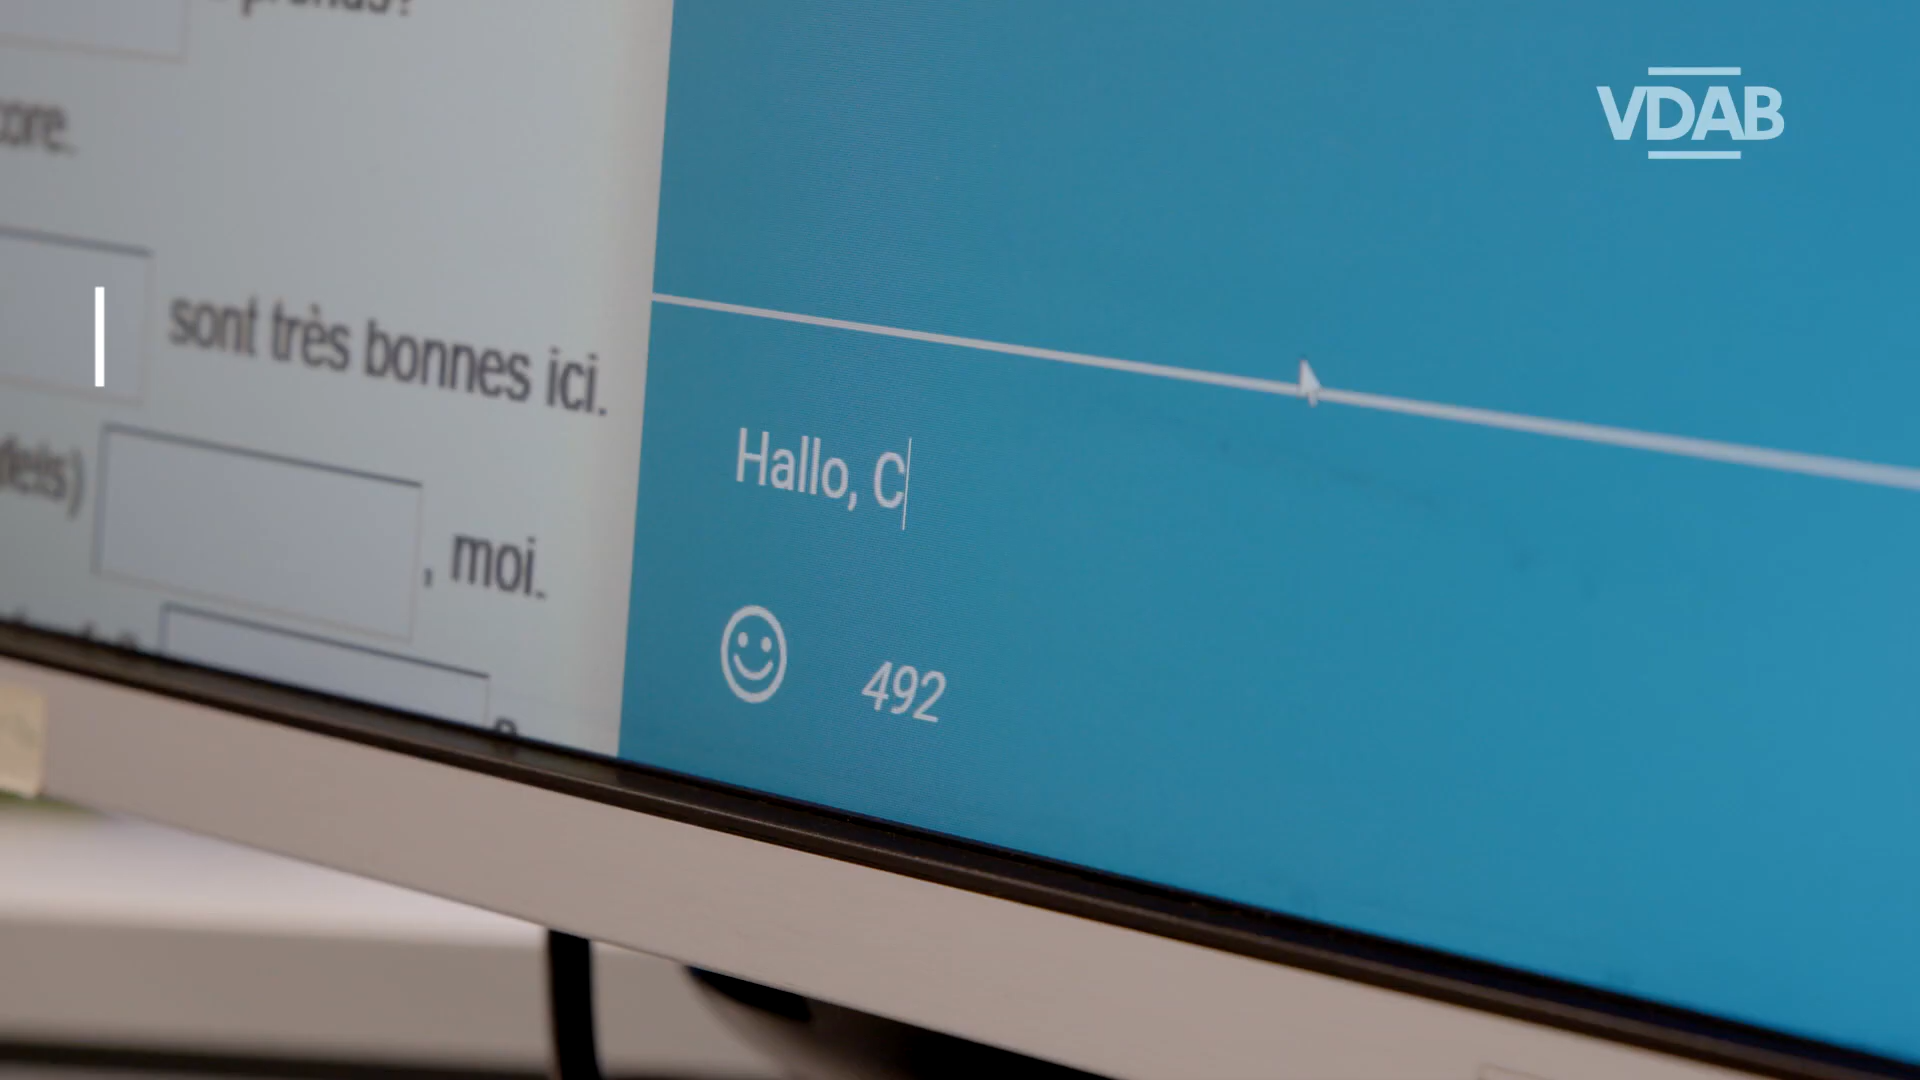 VDAB
sont très bonnes ici.
, moi.
Hallo, C
492